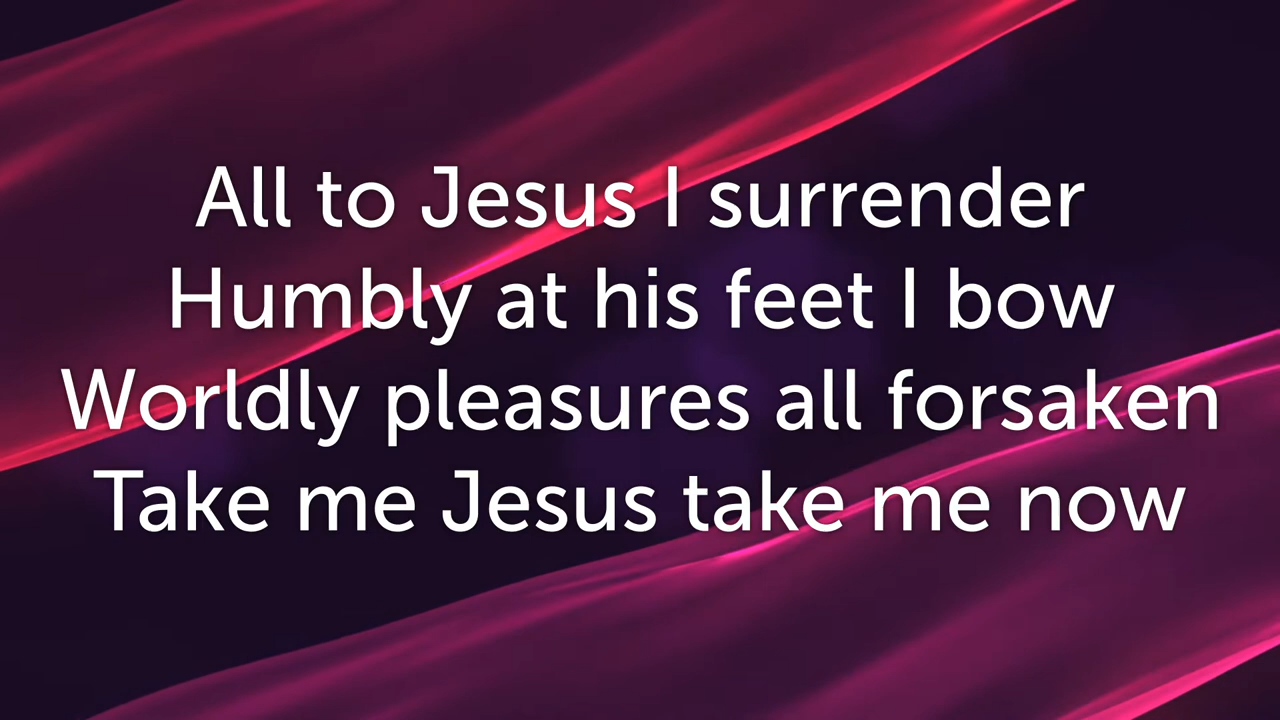 All to Jesus I surrender
Humbly at his feet I bow
Worldly pleasures all forsaken
Take me Jesus take me now